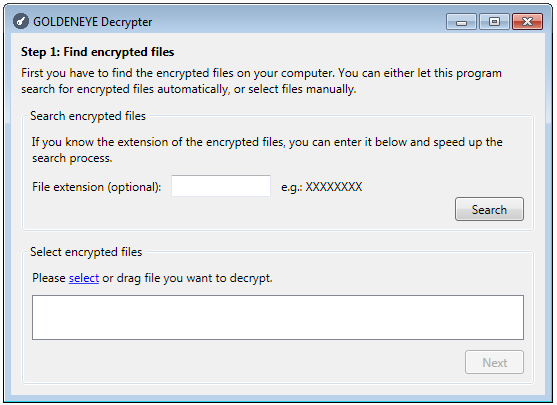 GOLDENEYE Decrypter
Step 1: Find encrypted files
First you have to find the encrypted files on your computer. You can either let this program
search for encrypted files automatically, or select files manually.
Search encrypted files
If you know the extension of the encrypted files, you can enter it below and speed up the
search process.
File extension (optional): e.g.: XXXXXXXX
Search
Select encrypted files
Please select or drag file you want to decrypt.
Next